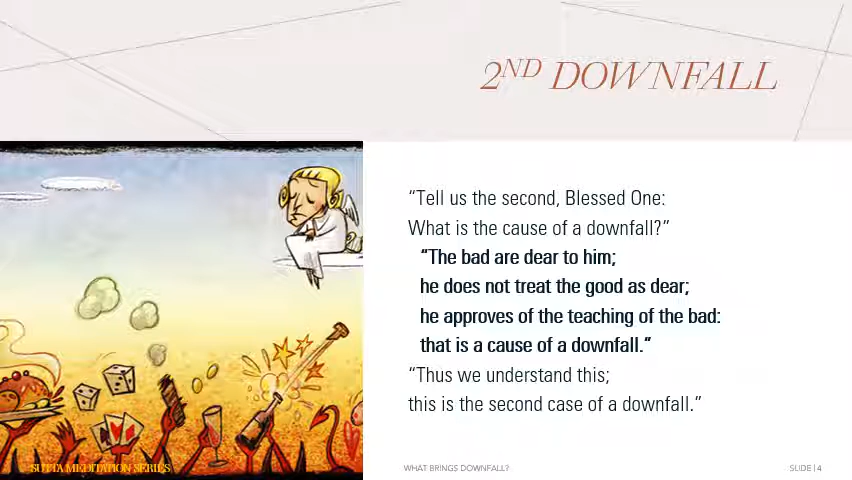 2ND DOWNFALL
“Tell us the second, Blessed One:
What is the cause of a downfall?”
“The bad are dear to him;
he does not treat the good as dear;
he approves of the teaching of the bad:
that is a cause of a downfall.”
“Thus we understand this;
this is the second case of a downfall.”
SUTTA MEDITATION SERIES
WHAT BRINGS DOWNFALL?
SLIDE | 4